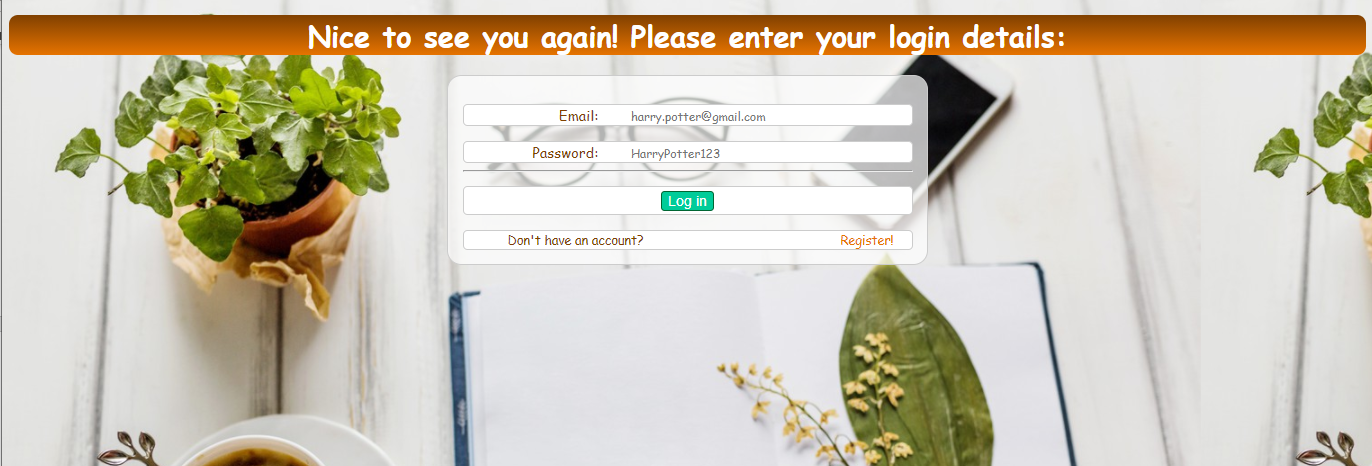 Nice to see you again! Please enter your login details:
Email: harry.potter@gmail.com
Password: HarryPotter123
Log in
Don't have an account? Register!